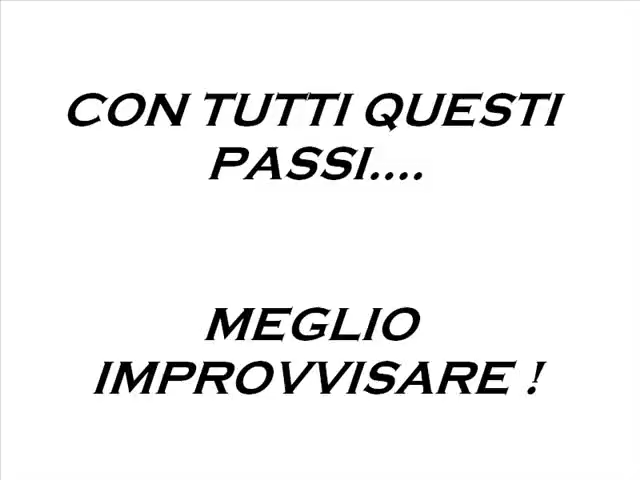 CON TUTTI QUESTI
PASSI....
MEGLIO
IMPROVVISARE !